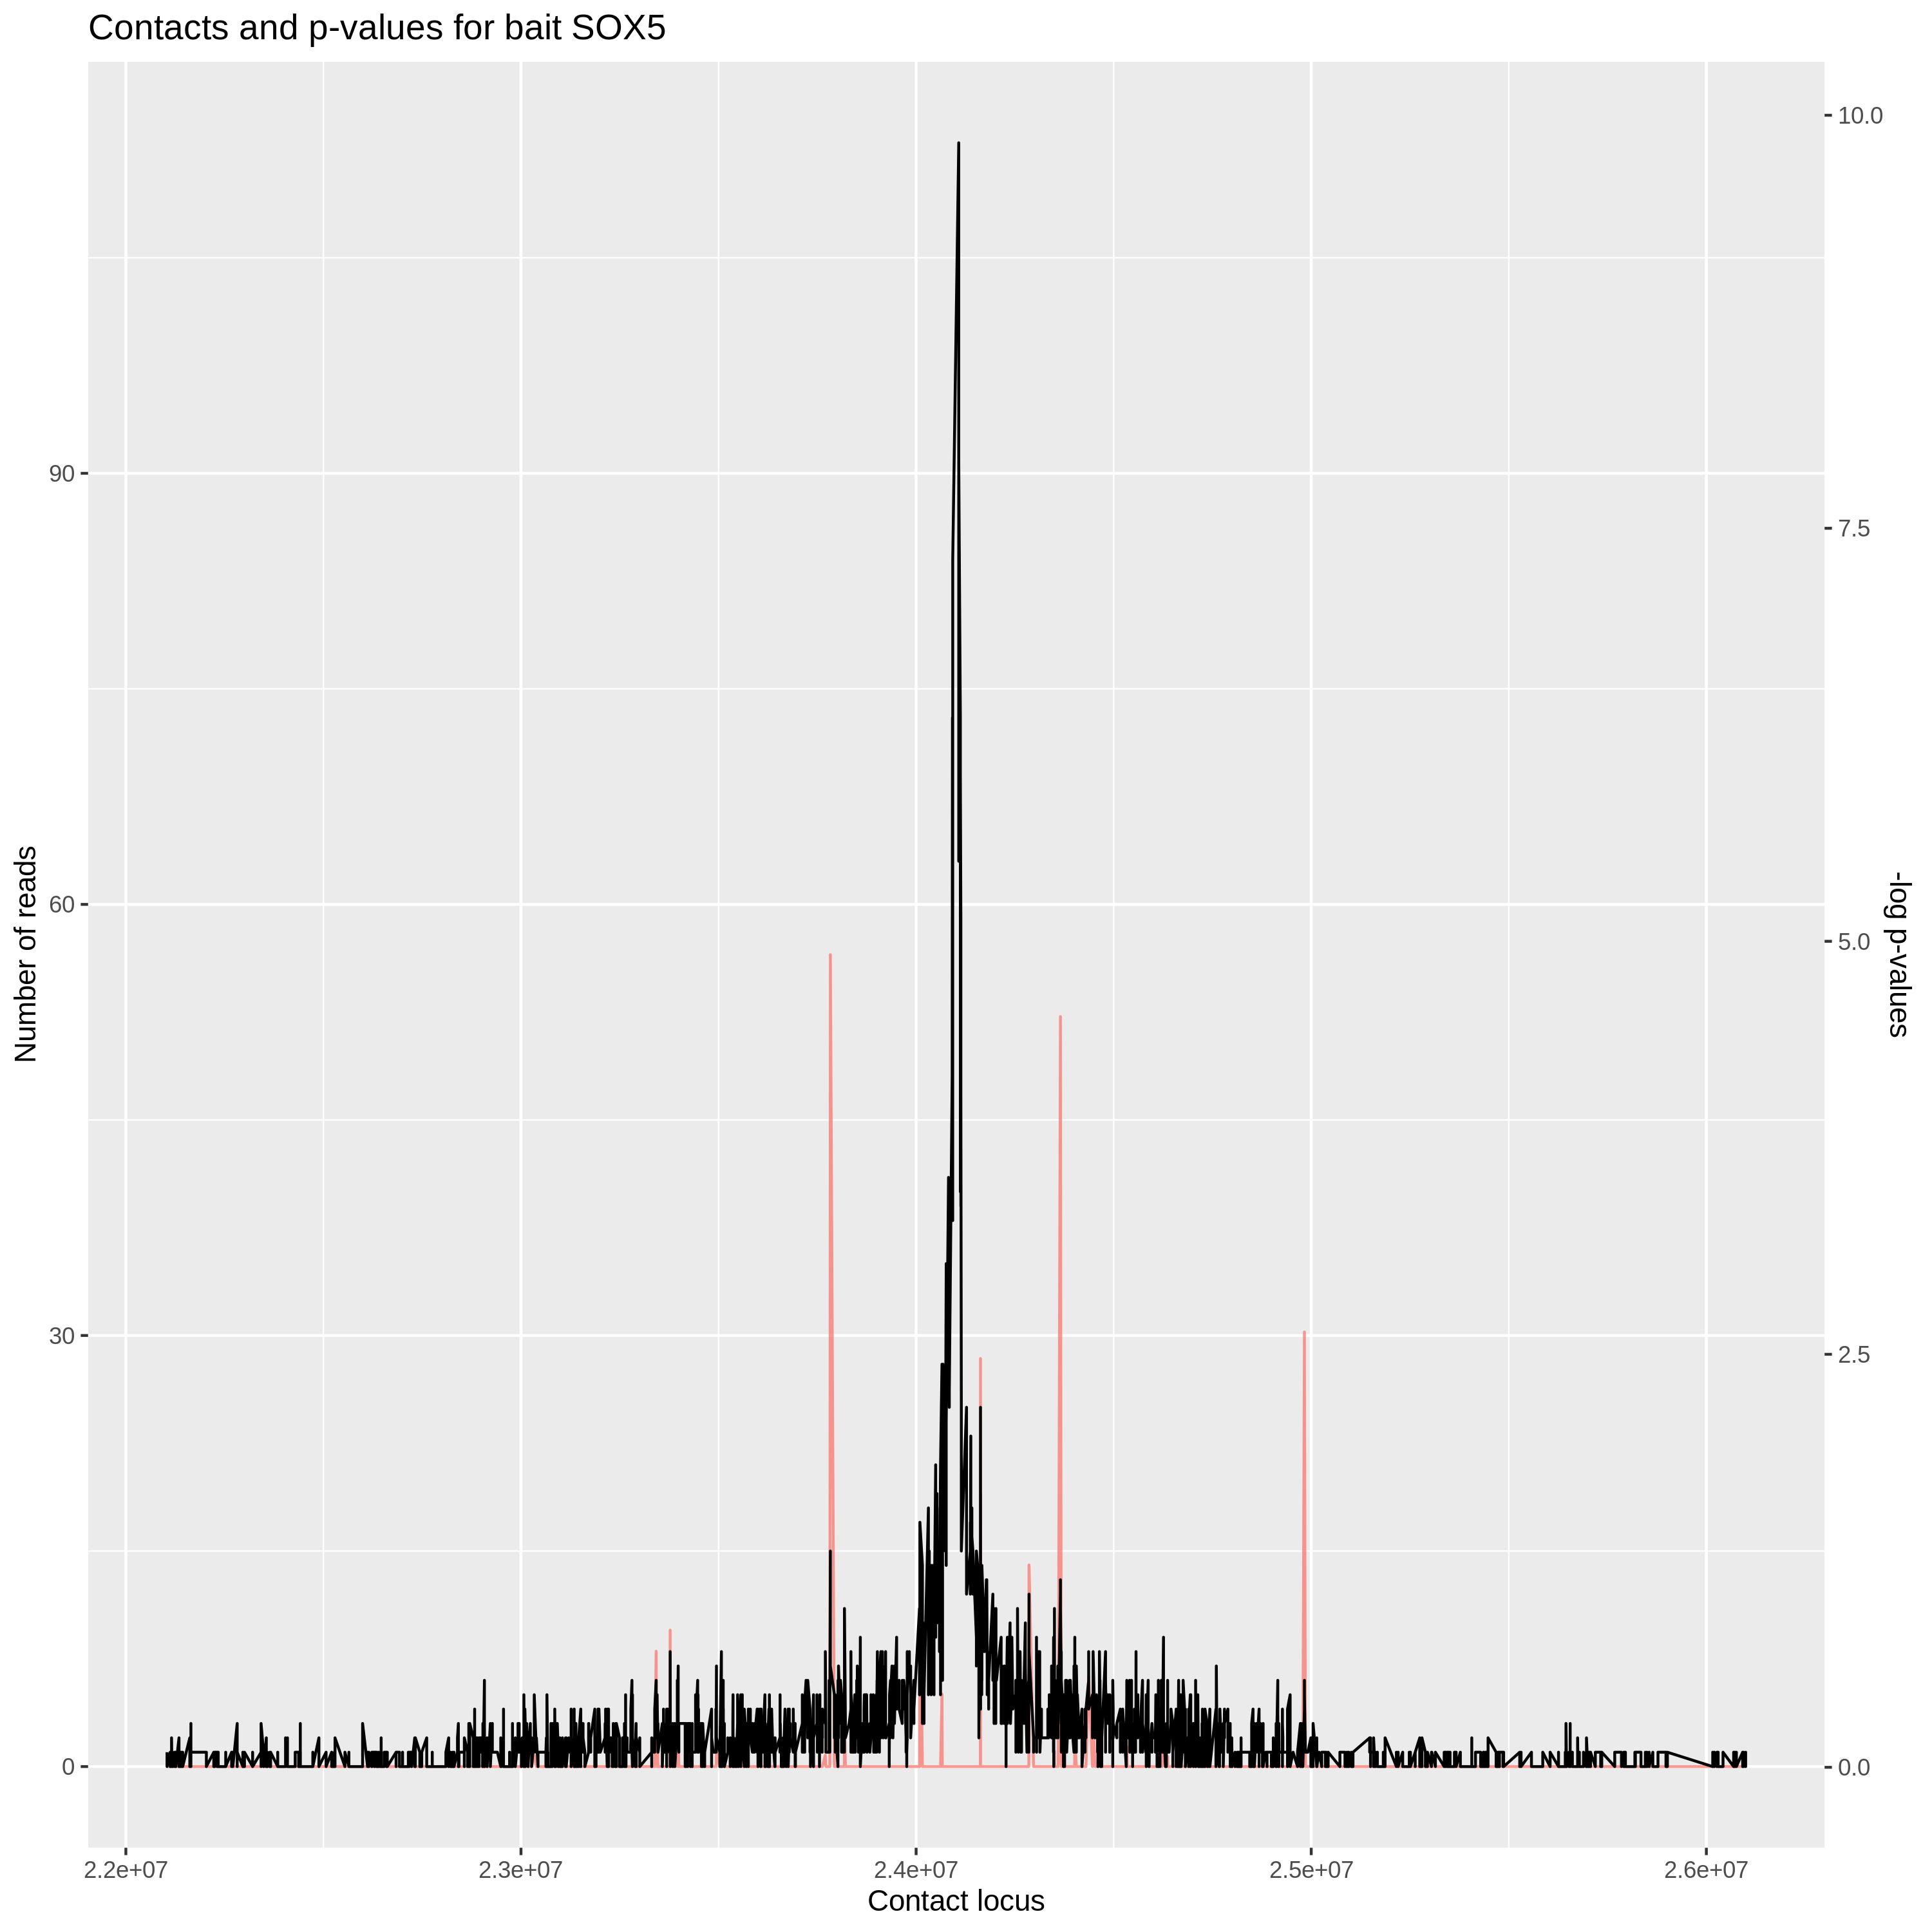 Contacts and p-values for bait SOX5
Number of reads
90
60
30
0
10.0
7.5
5.0
2.5
0.0
-log p-values
2.2e+07 2.3e+07 2.4e+07 2.5e+07 2.6e+07
Contact locus